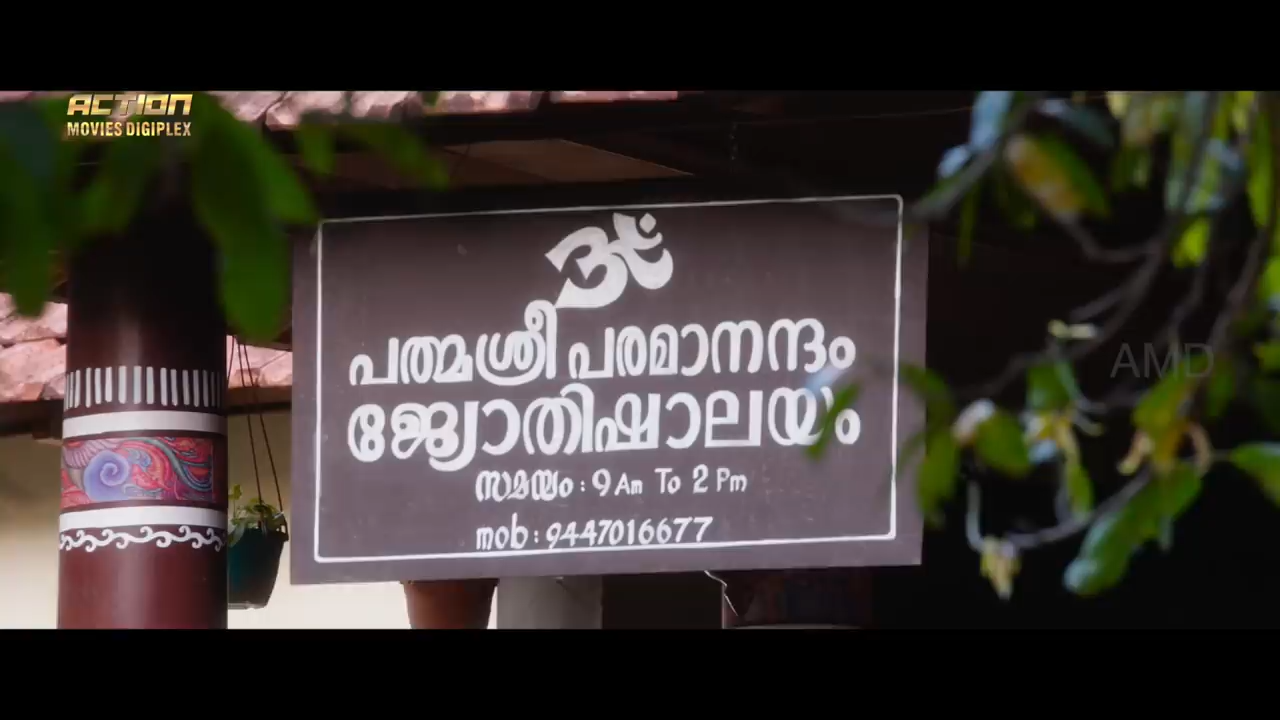 ACTION
MOVIES DIGIPLEX
ॐ
പത്മശ്രീ പരമാനന്ദം
ജ്യോതിഷാലയം
സമയം : 9 Am To 2 Pm
mob : 9447016677
AMD